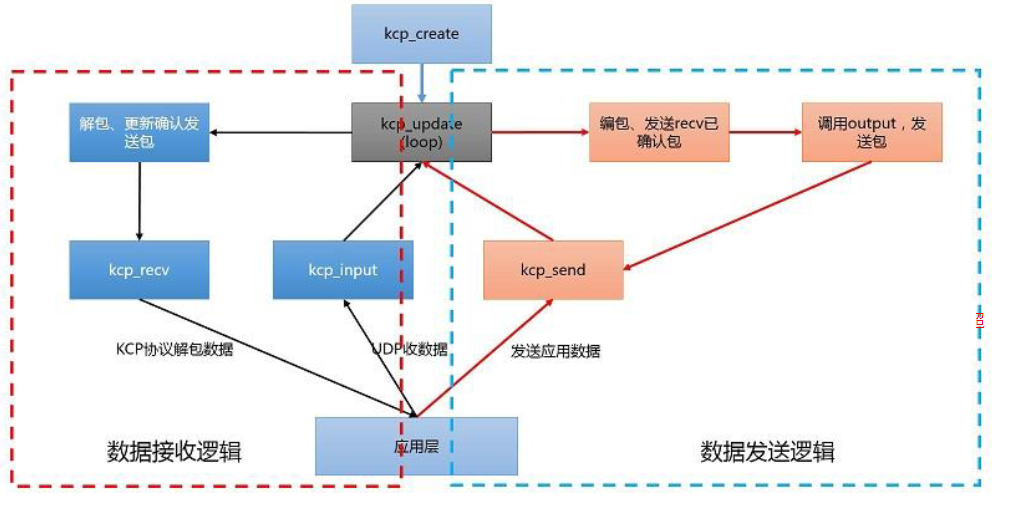 kcp_create
解包、更新确认发
送包
kcp_update
(loop)
编包、发送recv已
确认包
调用output，发
送包
kcp_recv
kcp_input
kcp_send
KCP协议解包数据
UDP收数据
发送应用数据
数据接收逻辑
应用层
数据发送逻辑